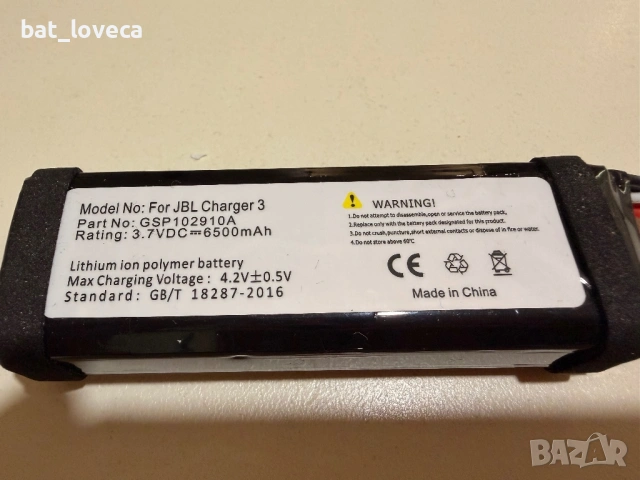 bat_loveca
Model No: For JBL Charger 3
Part No: GSP102910A
Rating: 3.7VDC⎓6500mAh
Lithium ion polymer battery
Max Charging Voltage : 4.2V±0.5V
Standard : GB/T 18287-2016
WARNING!
1.Do not attempt to disassemble,open or service the battery pack,
2.Replace only with the battery pack designated for this product.
3.Do not crush,puncture,short external contacts or dispose of in fire or water.
4.Do not store above 60℃
CE
Made in China
BAZAR